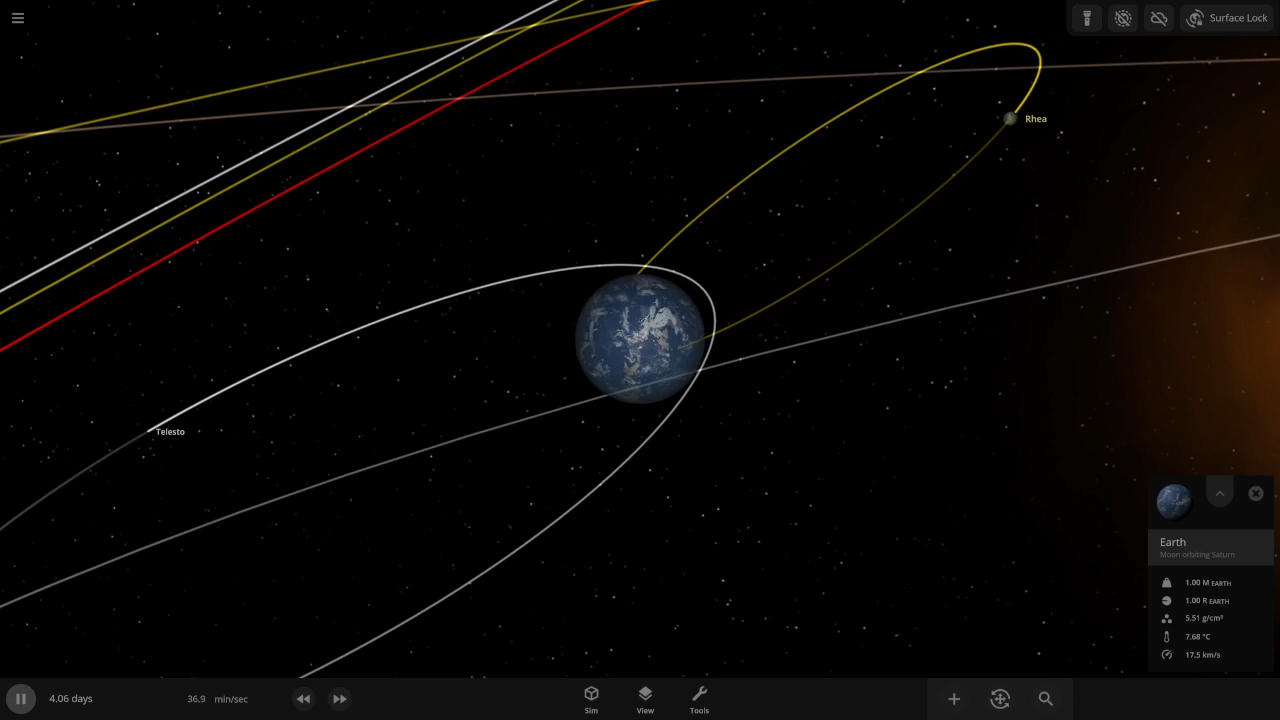 Surface Lock
Rhea
Telesto
Earth
Moon orbiting Saturn
1.00 M EARTH
1.00 R EARTH
5.51 g/cm³
7.68 °C
17.5 km/s
4.06 days
36.9 min/sec
Sim
View
Tools